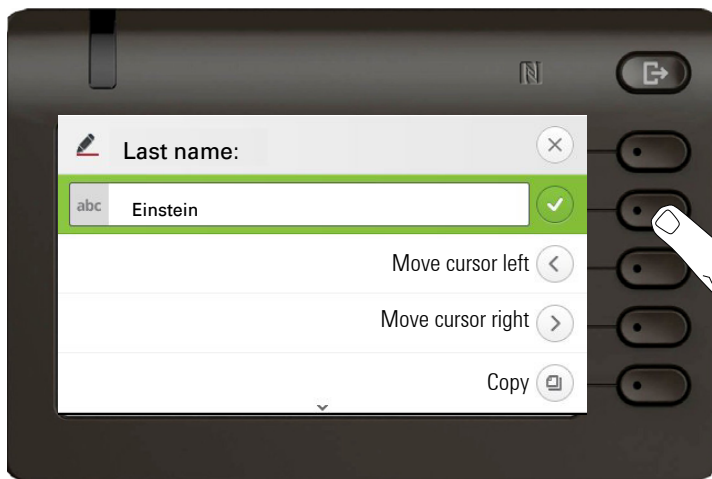 Last name:
abc Einstein
Move cursor left
Move cursor right
Copy